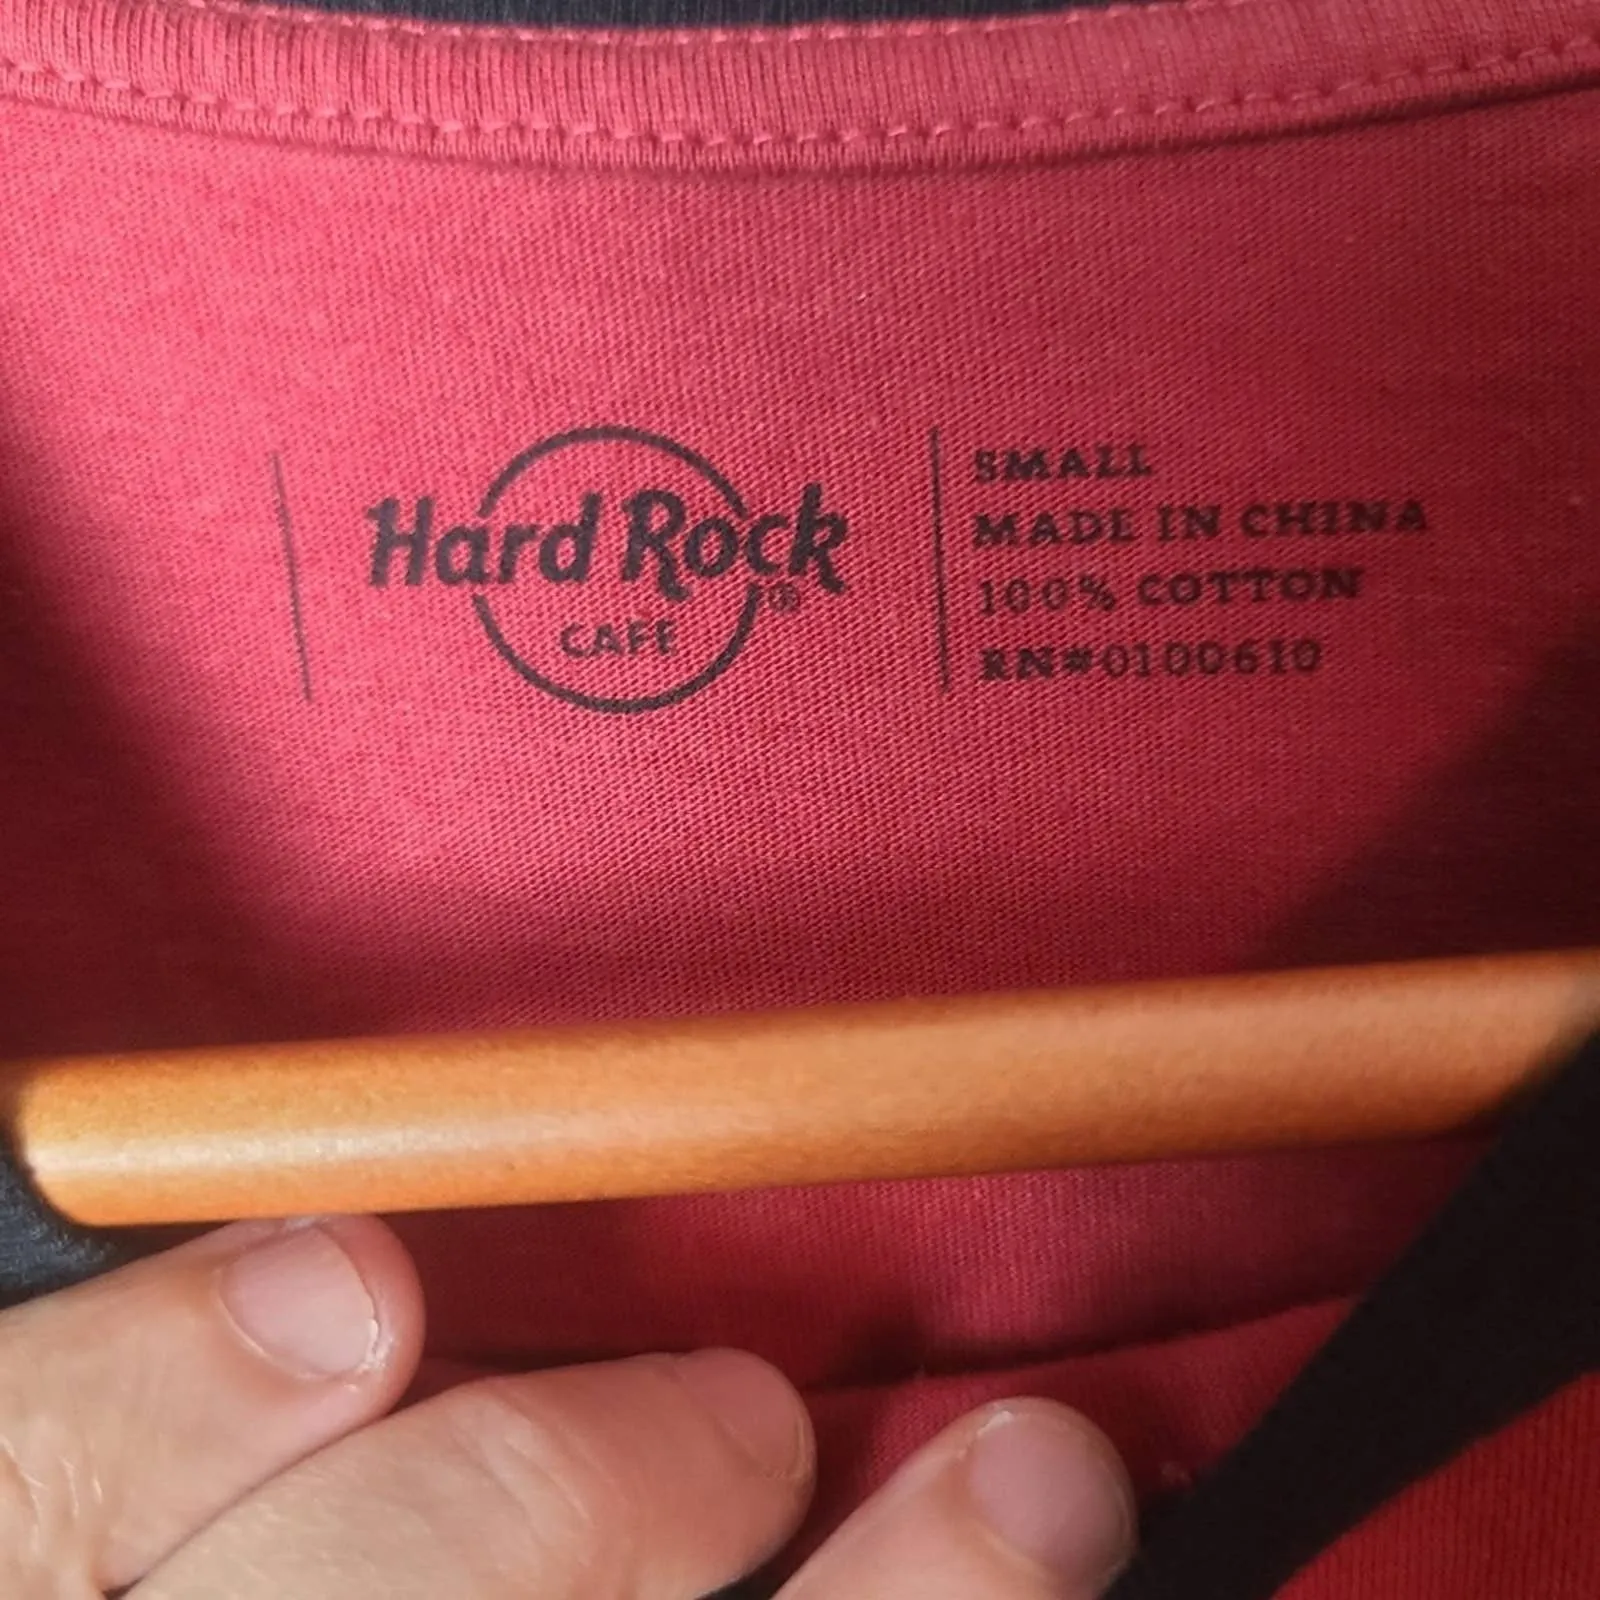 Hard Rock®
CAFE
SMALL
MADE IN CHINA
100% COTTON
RN#0100610